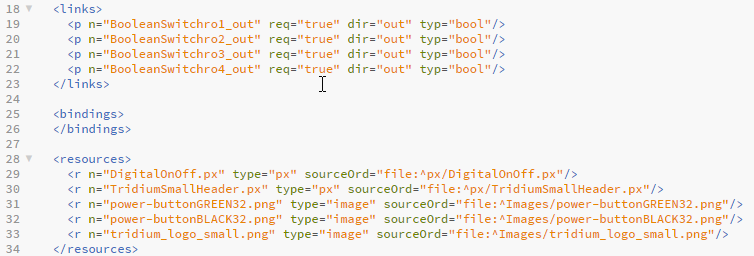 18 <links>
19 <p n="BooleanSwitchro1_out" req="true" dir="out" typ="bool"/>
20 <p n="BooleanSwitchro2_out" req="true" dir="out" typ="bool"/>
21 <p n="BooleanSwitchro3_out" req="true" dir="out" typ="bool"/>
22 <p n="BooleanSwitchro4_out" req="true" dir="out" typ="bool"/>
23 </links>
24
25 <bindings>
26 </bindings>
27
28 <resources>
29 <r n="DigitalOnOff.px" type="px" sourceOrd="file:^px/DigitalOnOff.px"/>
30 <r n="TridiumSmallHeader.px" type="px" sourceOrd="file:^px/TridiumSmallHeader.px"/>
31 <r n="power-buttonGREEN32.png" type="image" sourceOrd="file:^Images/power-buttonGREEN32.png"/>
32 <r n="power-buttonBLACK32.png" type="image" sourceOrd="file:^Images/power-buttonBLACK32.png"/>
33 <r n="tridium_logo_small.png" type="image" sourceOrd="file:^Images/tridium_logo_small.png"/>
34 </resources>